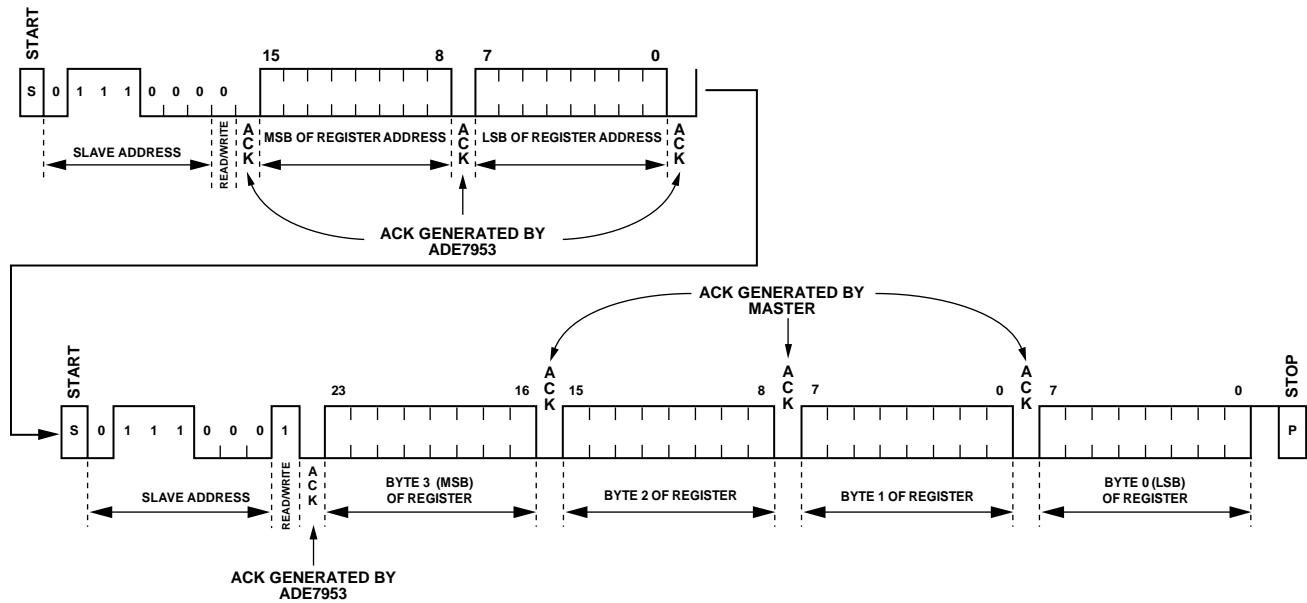 START
15 8 7 0
S 0 1 1 1 0 0 0 0
SLAVE ADDRESS
READ/WRITE
ACK
MSB OF REGISTER ADDRESS
ACK
LSB OF REGISTER ADDRESS
ACK
ACK GENERATED BY
ADE7953
ACK GENERATED BY
MASTER
START
ACK
ACK
ACK
STOP
23 16 15 8 7 0 7 0
S 0 1 1 1 0 0 0 1
P
SLAVE ADDRESS
READ/WRITE
ACK
BYTE 3 (MSB)
OF REGISTER
BYTE 2 OF REGISTER
BYTE 1 OF REGISTER
BYTE 0 (LSB)
OF REGISTER
ACK GENERATED BY
ADE7953